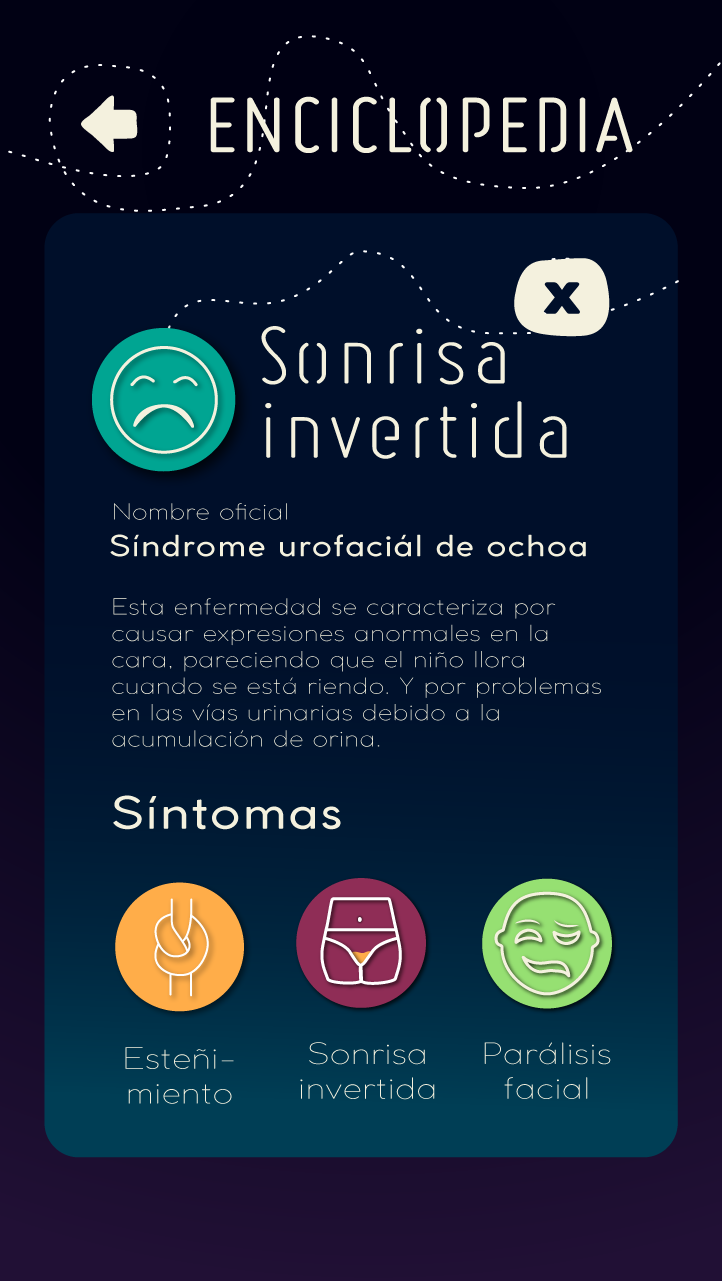 ENCICLOPEDIA
x
Sonrisa
invertida
Nombre oficial
Síndrome urofaciál de ochoa
Esta enfermedad se caracteriza por
causar expresiones anormales en la
cara, pareciendo que el niño llora
cuando se está riendo. Y por problemas
en las vías urinarias debido a la
acumulación de orina.
Síntomas
Esteñi-
miento
Sonrisa
invertida
Parálisis
facial